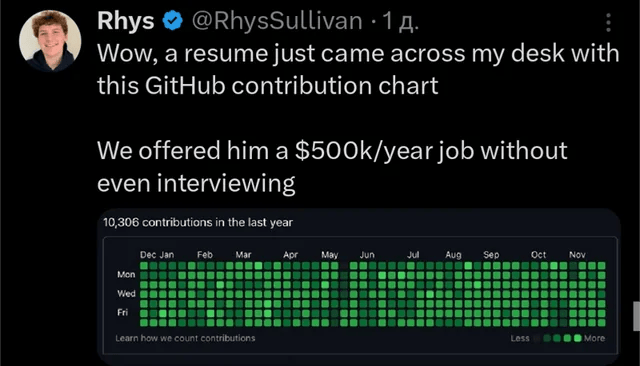 Rhys @RhysSullivan · 1 д.
Wow, a resume just came across my desk with
this GitHub contribution chart
We offered him a $500k/year job without
even interviewing
10,306 contributions in the last year
Dec Jan Feb Mar Apr May Jun Jul Aug Sep Oct Nov
Mon
Wed
Fri
Learn how we count contributions Less More